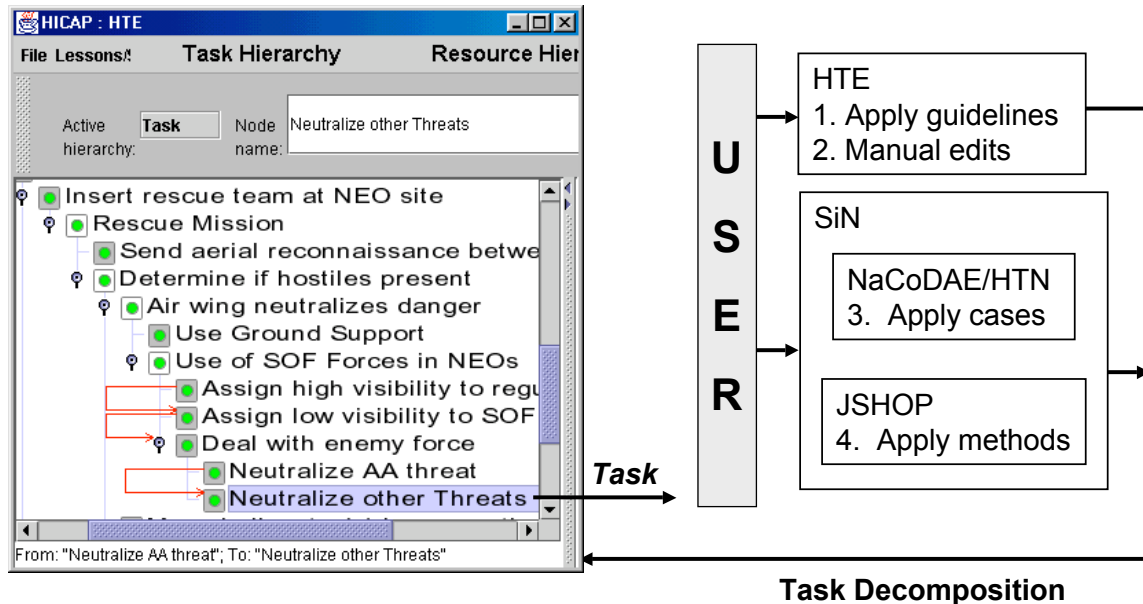 HICAP : HTE
File Lessons/: Task Hierarchy Resource Hier
Active hierarchy: Task Node name: Neutralize other Threats
Insert rescue team at NEO site
Rescue Mission
Send aerial reconnaissance betwe
Determine if hostiles present
Air wing neutralizes danger
Use Ground Support
Use of SOF Forces in NEOs
Assign high visibility to regu
Assign low visibility to SOF
Deal with enemy force
Neutralize AA threat
Neutralize other Threats
From: "Neutralize AA threat"; To: "Neutralize other Threats"
Task
USER
HTE
1. Apply guidelines
2. Manual edits
SiN
NaCoDAE/HTN
3. Apply cases
JSHOP
4. Apply methods
Task Decomposition